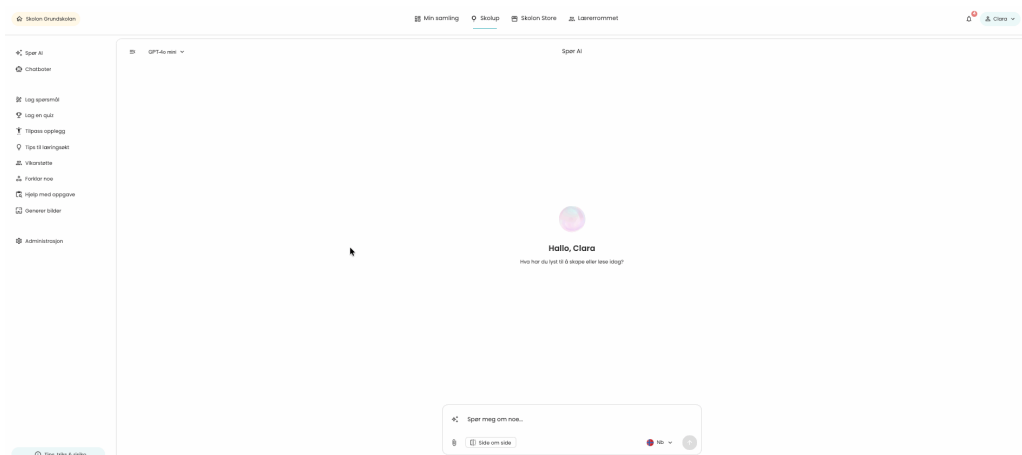 Skolon Grundskolan
Min samling
Skolup
Skolon Store
Lærerrommet
Clara
Spør AI
Chatboter
Lag spørsmål
Lag en quiz
Tilpass opplegg
Tips til læringsøkt
Vikarstøtte
Forklar noe
Hjelp med oppgave
Generer bilder
Administrasjon
GPT-4o mini
Spør AI
Hallo, Clara
Hva har du lyst til å skape eller løse idag?
Spør meg om noe...
Side om side
Nb